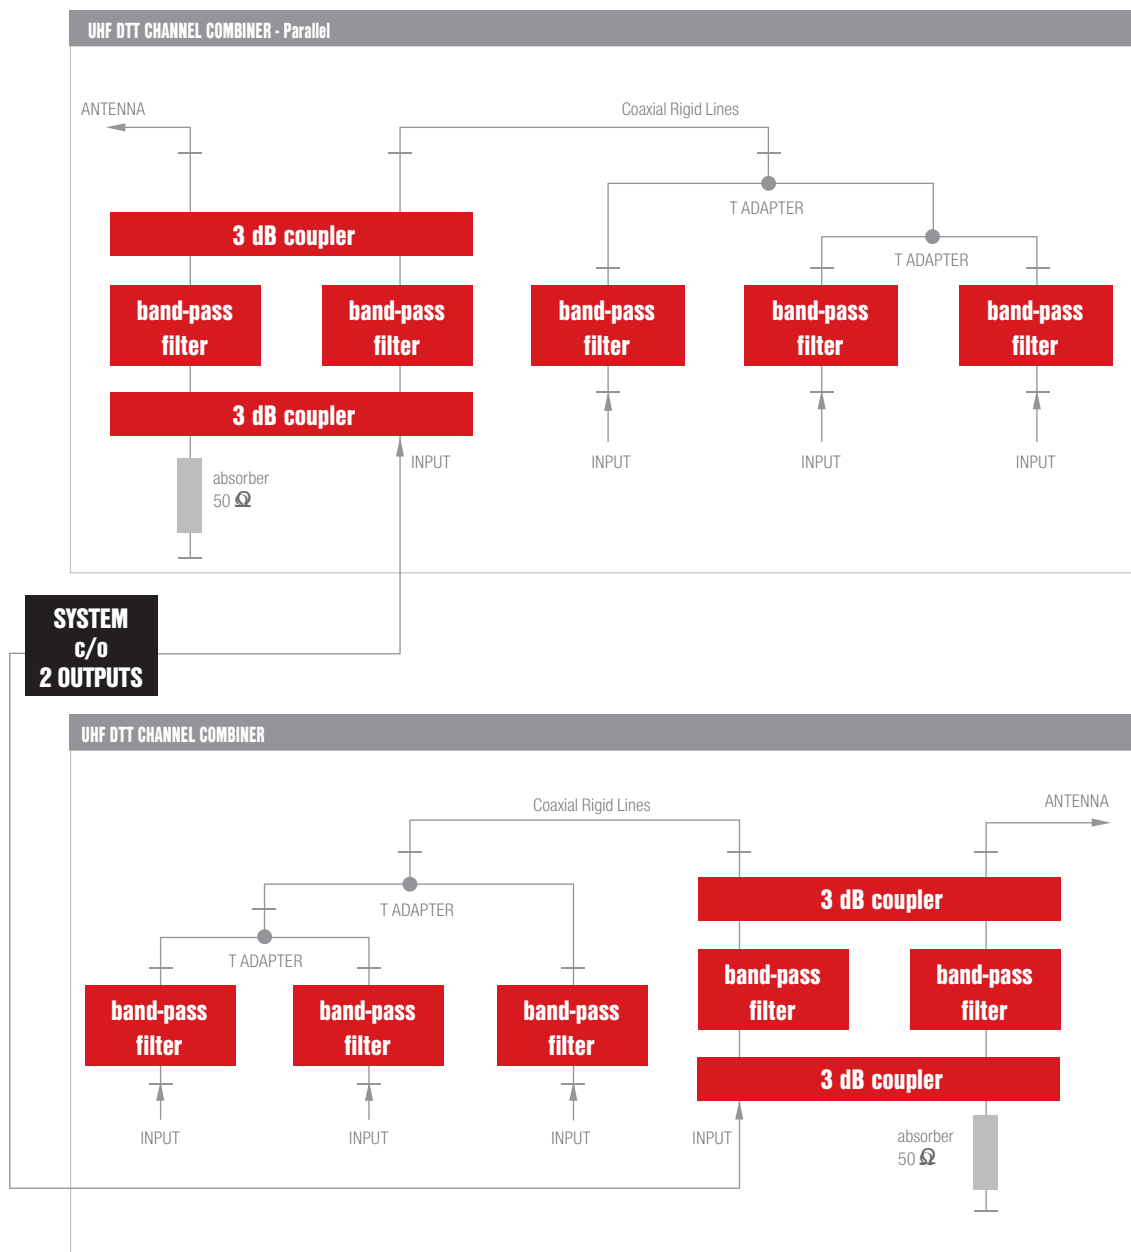 UHF DTT CHANNEL COMBINER - Parallel
ANTENNA
Coaxial Rigid Lines
T ADAPTER
T ADAPTER
3 dB coupler
band-pass
filter
band-pass
filter
band-pass
filter
band-pass
filter
band-pass
filter
3 dB coupler
INPUT
INPUT
INPUT
INPUT
absorber
50 Ω
SYSTEM
c/o
2 OUTPUTS
UHF DTT CHANNEL COMBINER
Coaxial Rigid Lines
ANTENNA
T ADAPTER
T ADAPTER
3 dB coupler
band-pass
filter
band-pass
filter
band-pass
filter
band-pass
filter
band-pass
filter
3 dB coupler
INPUT
INPUT
INPUT
INPUT
absorber
50 Ω